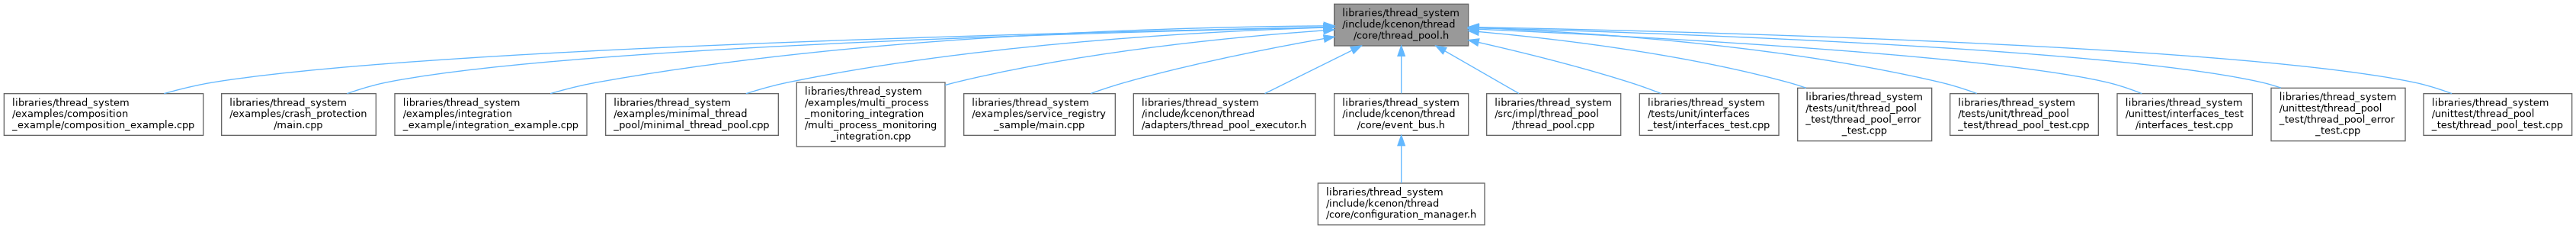 libraries/thread_system
/include/kcenon/thread
/core/thread_pool.h
libraries/thread_system
/examples/composition
_example/composition_example.cpp
libraries/thread_system
/examples/crash_protection
/main.cpp
libraries/thread_system
/examples/integration
_example/integration_example.cpp
libraries/thread_system
/examples/minimal_thread
_pool/minimal_thread_pool.cpp
libraries/thread_system
/examples/multi_process
_monitoring_integration
/multi_process_monitoring
_integration.cpp
libraries/thread_system
/examples/service_registry
_sample/main.cpp
libraries/thread_system
/include/kcenon/thread
/adapters/thread_pool_executor.h
libraries/thread_system
/include/kcenon/thread
/core/event_bus.h
libraries/thread_system
/src/impl/thread_pool
/thread_pool.cpp
libraries/thread_system
/tests/unit/interfaces
_test/interfaces_test.cpp
libraries/thread_system
/tests/unit/thread_pool
_test/thread_pool_error
_test.cpp
libraries/thread_system
/tests/unit/thread_pool
_test/thread_pool_test.cpp
libraries/thread_system
/unittest/interfaces_test
/interfaces_test.cpp
libraries/thread_system
/unittest/thread_pool
_test/thread_pool_error
_test.cpp
libraries/thread_system
/unittest/thread_pool
_test/thread_pool_test.cpp
libraries/thread_system
/include/kcenon/thread
/core/configuration_manager.h